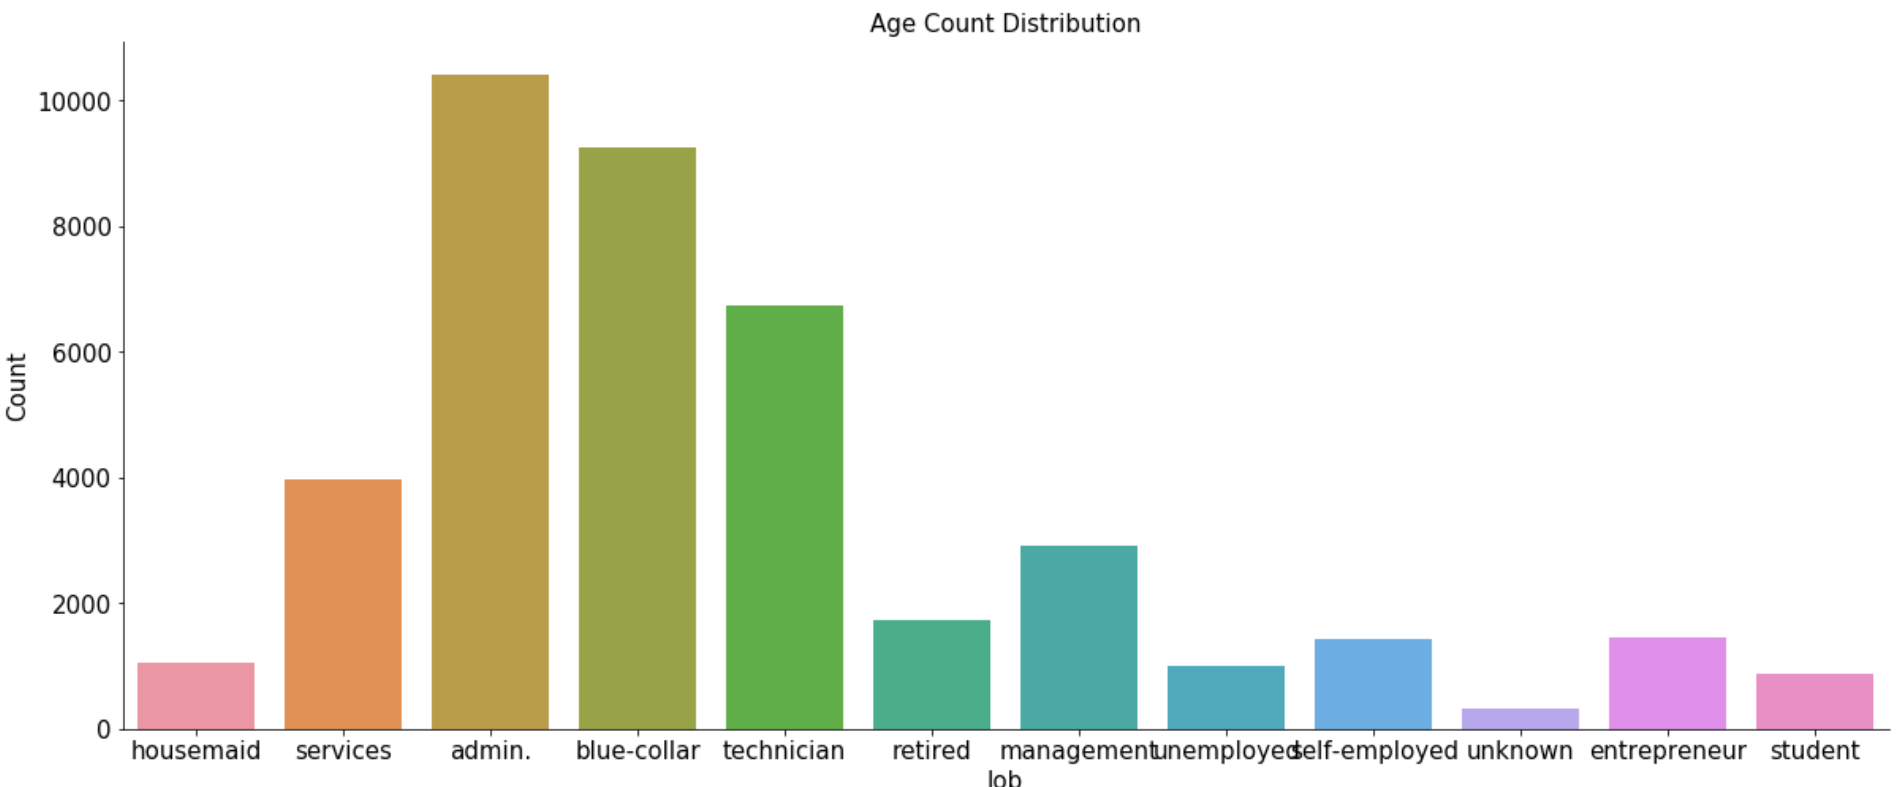 Age Count Distribution
10000
8000
6000
4000
2000
0
Count
housemaid services admin. blue-collar technician retired management unemployed self-employed unknown entrepreneur student
Job